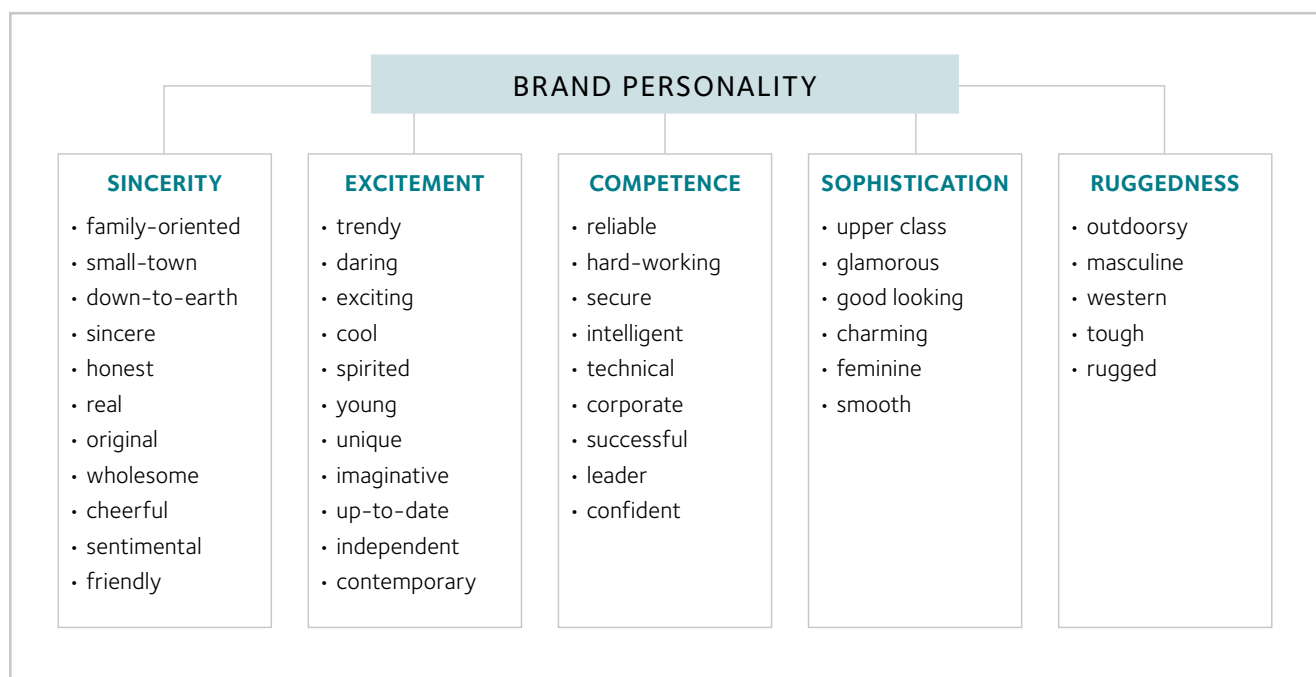 BRAND PERSONALITY
SINCERITY
• family-oriented
• small-town
• down-to-earth
• sincere
• honest
• real
• original
• wholesome
• cheerful
• sentimental
• friendly
EXCITEMENT
• trendy
• daring
• exciting
• cool
• spirited
• young
• unique
• imaginative
• up-to-date
• independent
• contemporary
COMPETENCE
• reliable
• hard-working
• secure
• intelligent
• technical
• corporate
• successful
• leader
• confident
SOPHISTICATION
• upper class
• glamorous
• good looking
• charming
• feminine
• smooth
RUGGEDNESS
• outdoorsy
• masculine
• western
• tough
• rugged